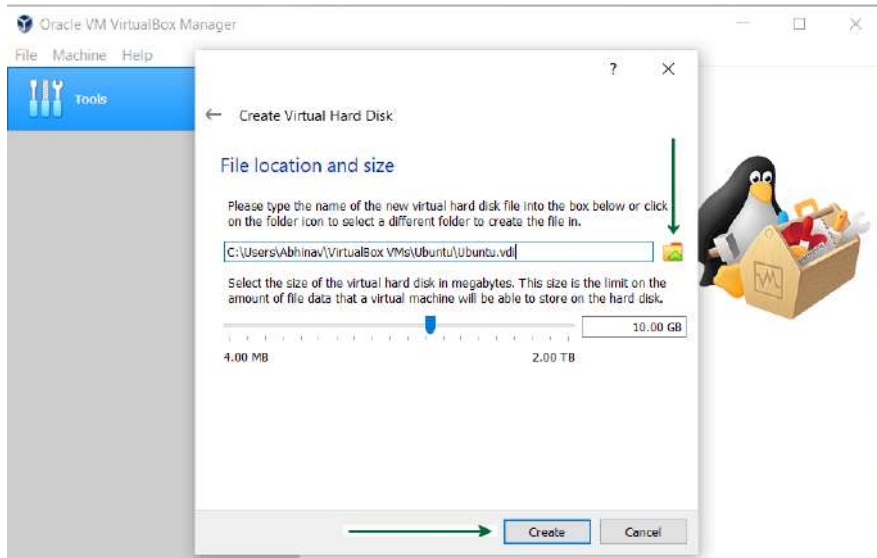 Oracle VM VirtualBox Manager
File Machine Help
Tools
?
Create Virtual Hard Disk
File location and size
Please type the name of the new virtual hard disk file into the box below or click
on the folder icon to select a different folder to create the file in.
C:\Users\Abhinav\VirtualBox VMs\Ubuntu\Ubuntu.vdi
Select the size of the virtual hard disk in megabytes. This size is the limit on the
amount of file data that a virtual machine will be able to store on the hard disk.
10.00 GB
4.00 MB 2.00 TB
Create Cancel